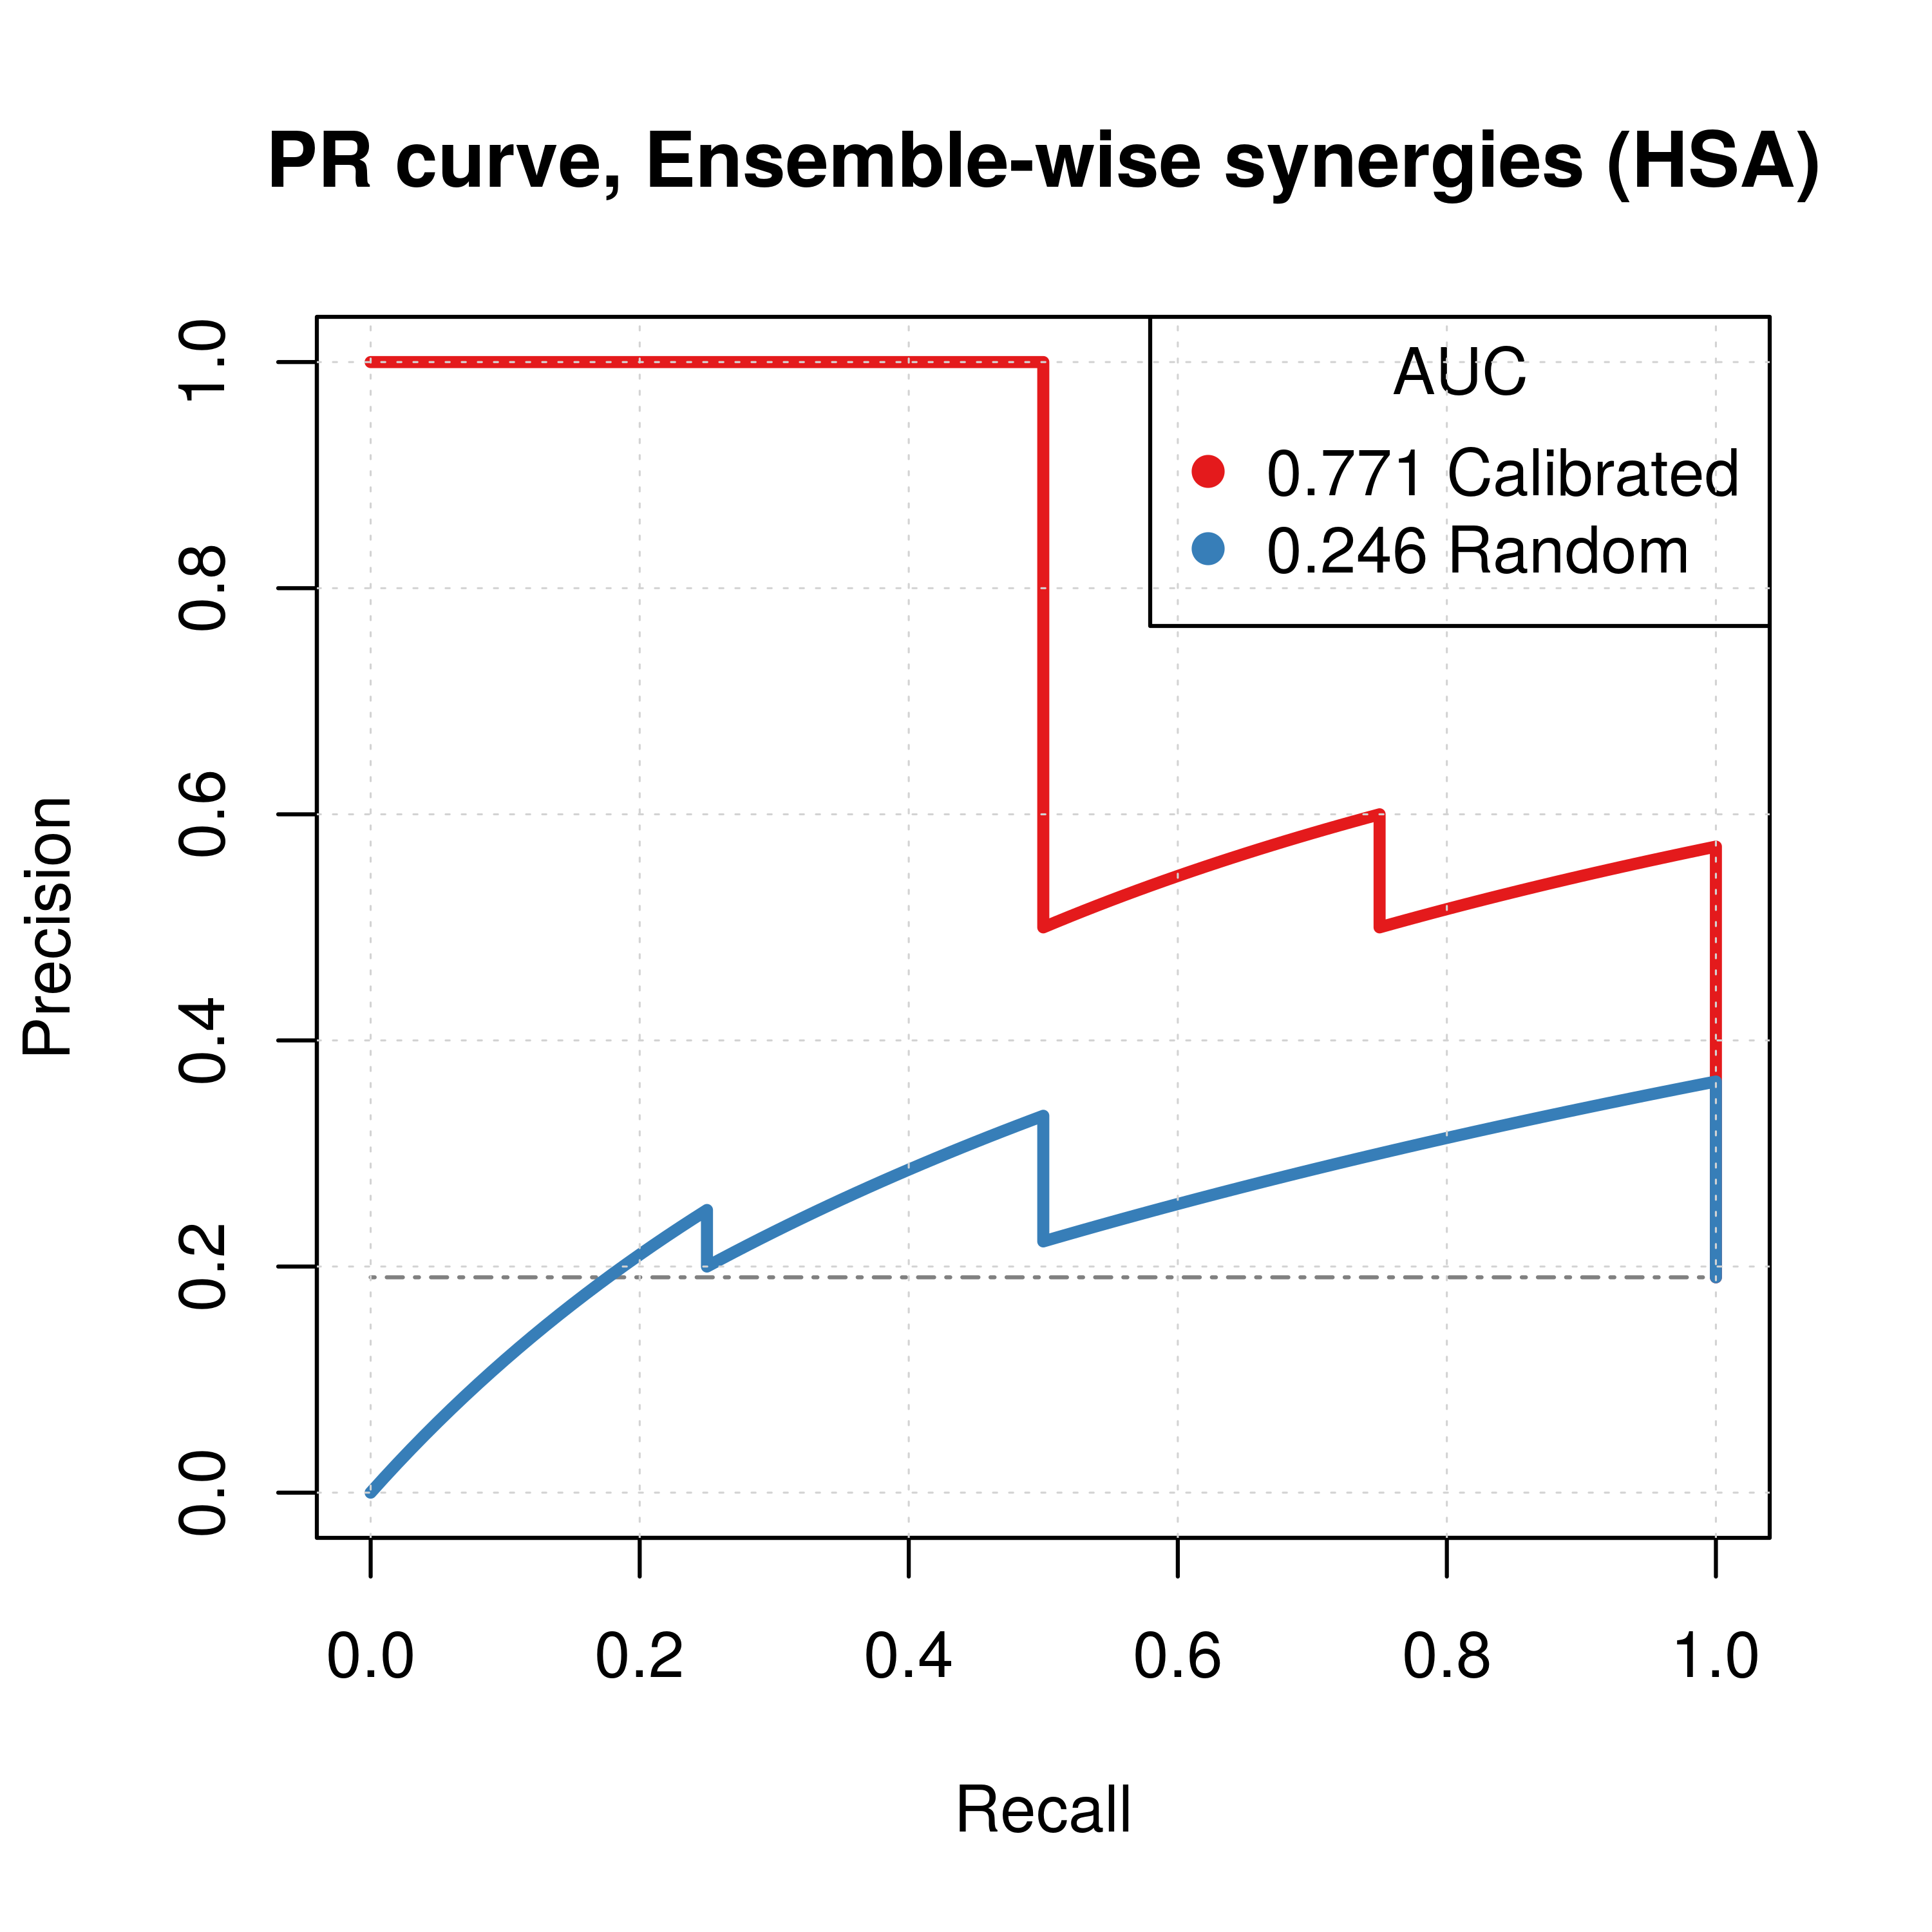 PR curve, Ensemble-wise synergies (HSA)
AUC
0.771 Calibrated
0.246 Random
Precision
1.0
0.8
0.6
0.4
0.2
0.0
0.0 0.2 0.4 0.6 0.8 1.0
Recall